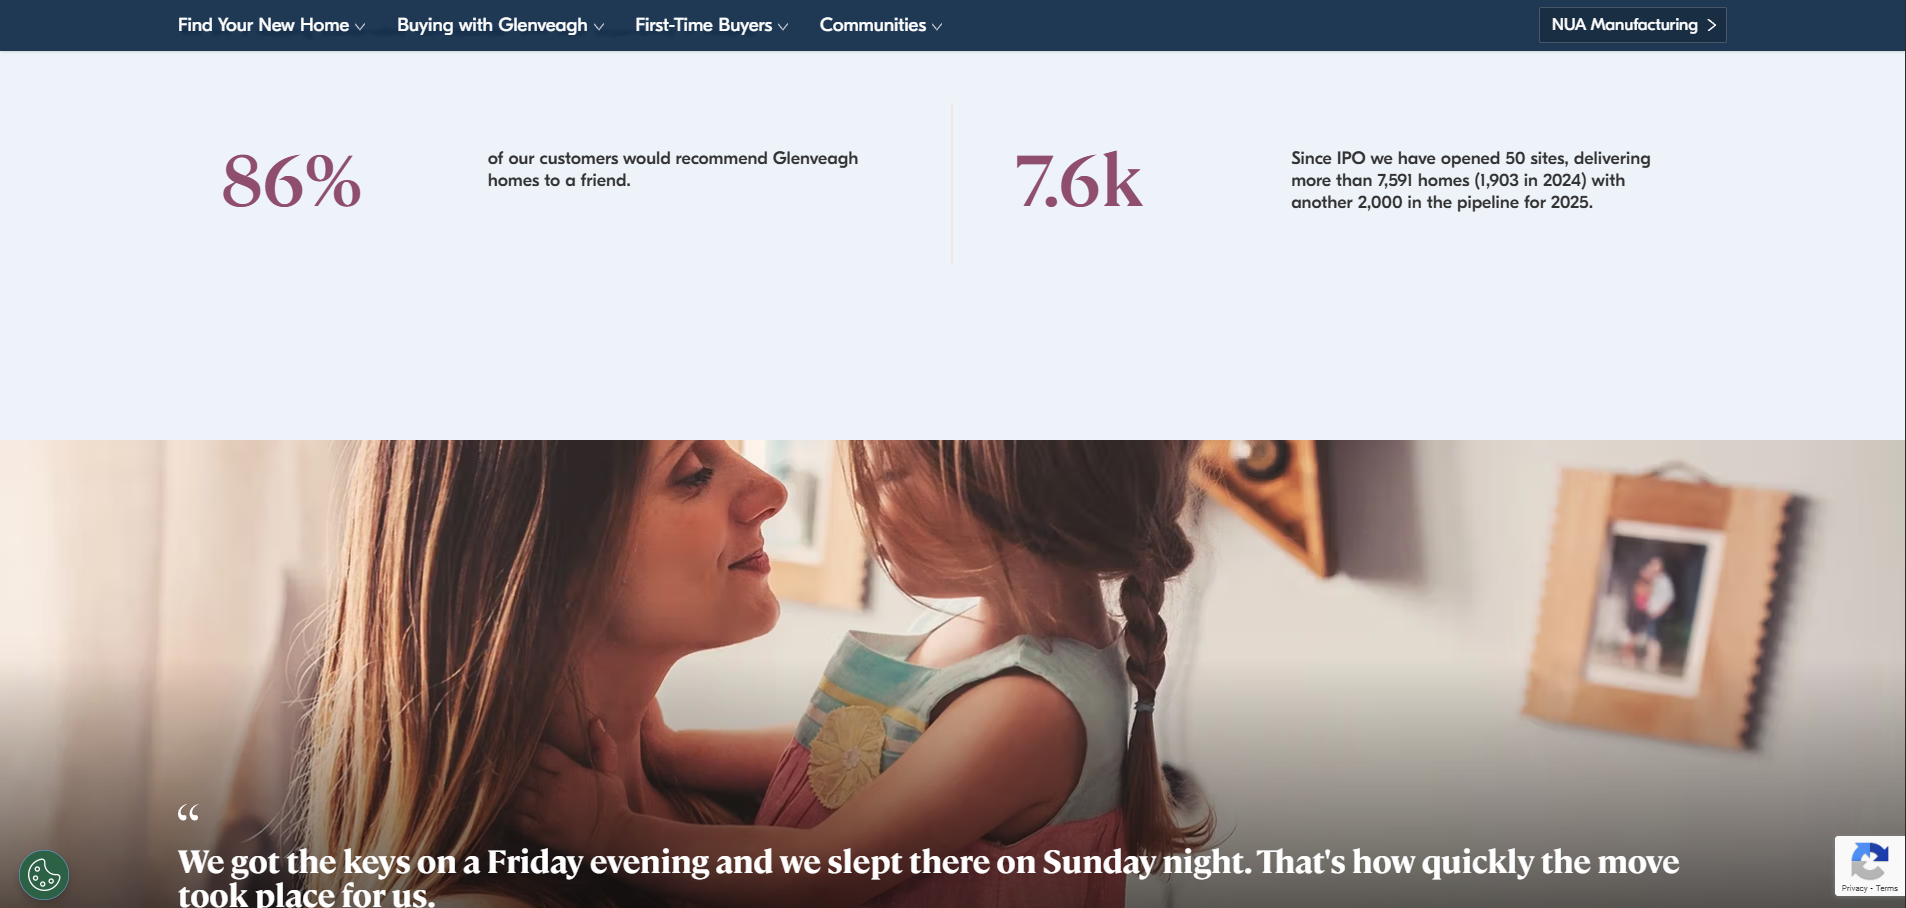 Find Your New Home
Buying with Glenveagh
First-Time Buyers
Communities
NUA Manufacturing
86%
of our customers would recommend Glenveagh
homes to a friend.
7.6k
Since IPO we have opened 50 sites, delivering
more than 7,591 homes (1,903 in 2024) with
another 2,000 in the pipeline for 2025.
“
We got the keys on a Friday evening and we slept there on Sunday night. That's how quickly the move
took place for us.
Privacy - Terms